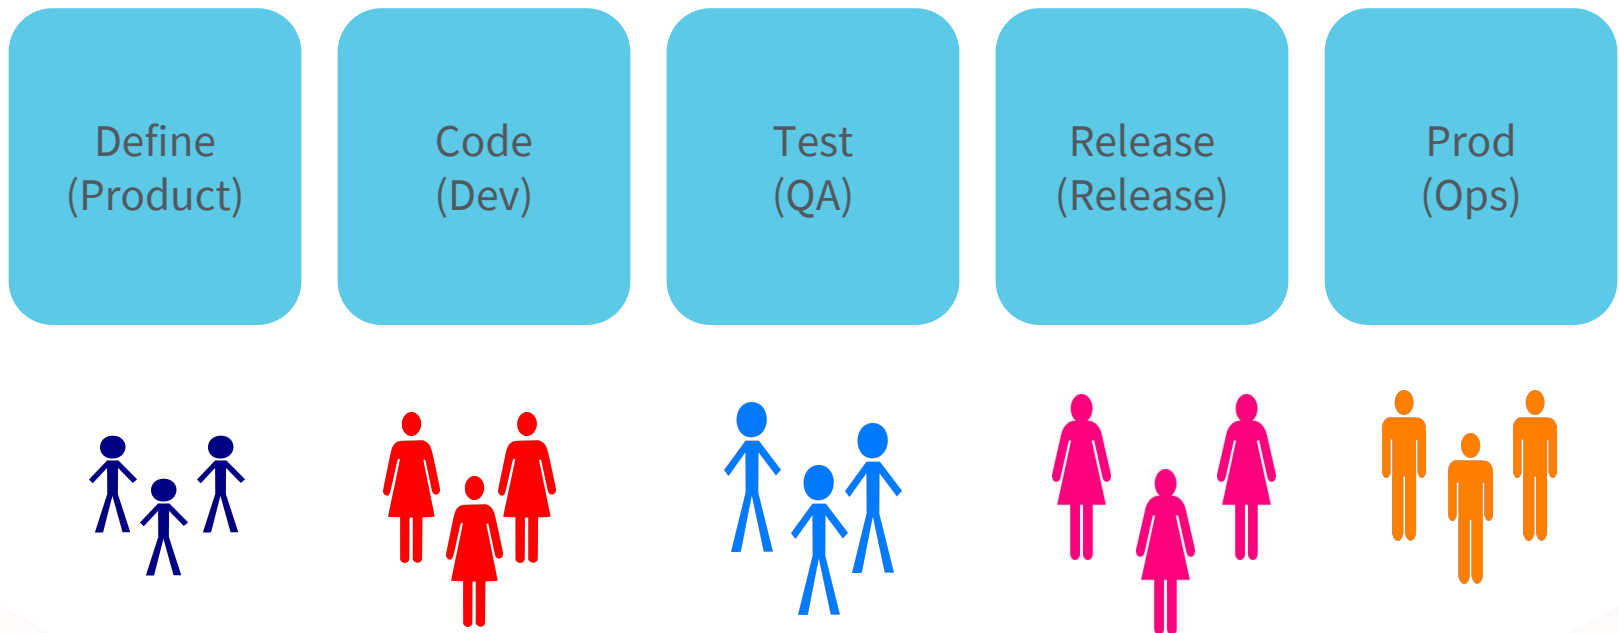 Define
(Product)
Code
(Dev)
Test
(QA)
Release
(Release)
Prod
(Ops)